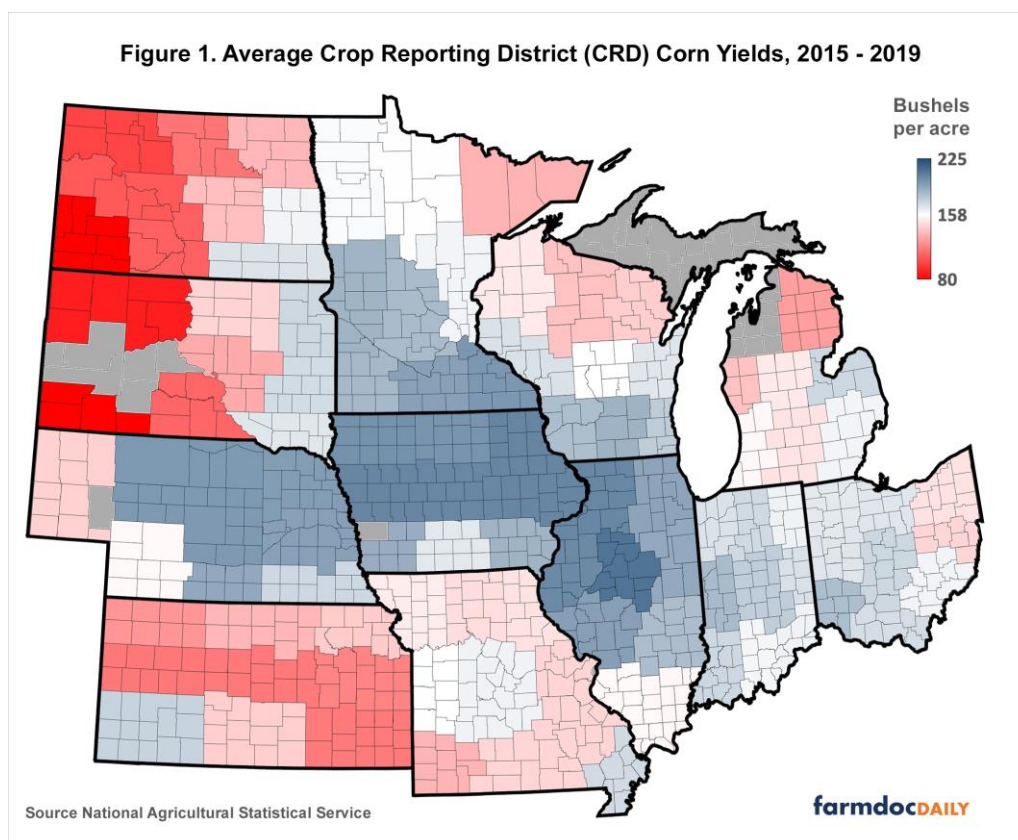 Figure 1. Average Crop Reporting District (CRD) Corn Yields, 2015 - 2019
Bushels
per acre
225
158
80
Source National Agricultural Statistical Service
farmdocDAILY